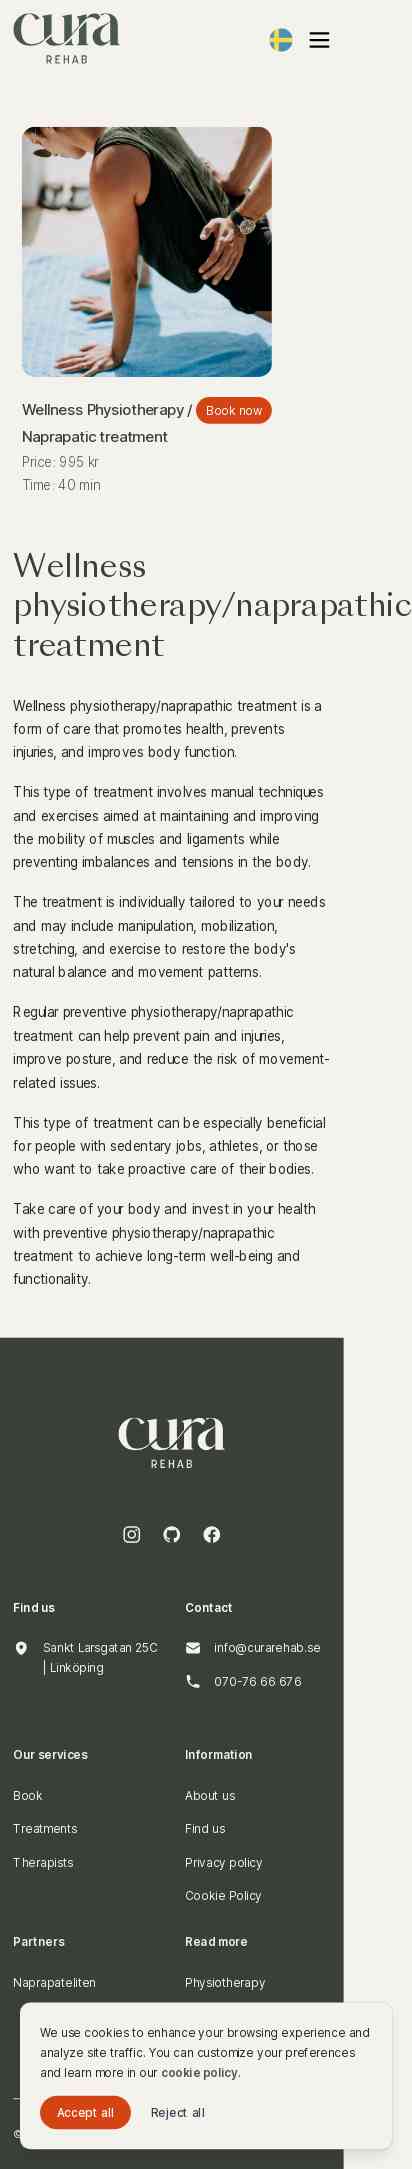 cura
REHAB
Wellness Physiotherapy /
Book now
Naprapatic treatment
Price: 995 kr
Time: 40 min
Wellness
physiotherapy/naprapathic
treatment
Wellness physiotherapy/naprapathic treatment is a
form of care that promotes health, prevents
injuries, and improves body function.
This type of treatment involves manual techniques
and exercises aimed at maintaining and improving
the mobility of muscles and ligaments while
preventing imbalances and tensions in the body.
The treatment is individually tailored to your needs
and may include manipulation, mobilization,
stretching, and exercise to restore the body's
natural balance and movement patterns.
Regular preventive physiotherapy/naprapathic
treatment can help prevent pain and injuries,
improve posture, and reduce the risk of movement-
related issues.
This type of treatment can be especially beneficial
for people with sedentary jobs, athletes, or those
who want to take proactive care of their bodies.
Take care of your body and invest in your health
with preventive physiotherapy/naprapathic
treatment to achieve long-term well-being and
functionality.
cura
REHAB
Find us
Contact
Sankt Larsgatan 25C
| Linköping
info@curarehab.se
070-76 66 676
Our services
Information
Book
About us
Treatments
Find us
Therapists
Privacy policy
Cookie Policy
Partners
Read more
Naprapateliten
Physiotherapy
We use cookies to enhance your browsing experience and
analyze site traffic. You can customize your preferences
and learn more in our cookie policy.
Accept all
Reject all
©